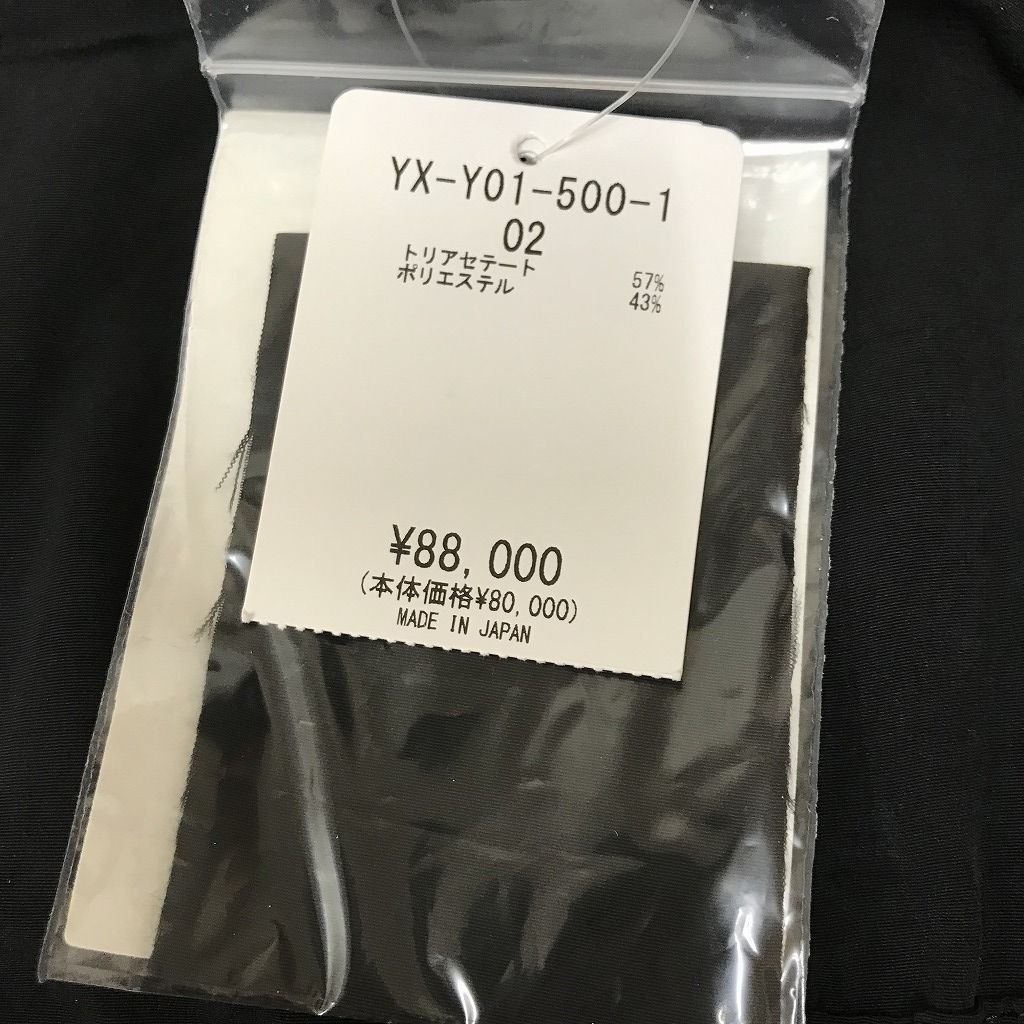 YX-Y01-500-1
02
トリアセテート 57%
ポリエステル 43%
¥88,000
(本体価格¥80,000)
MADE IN JAPAN